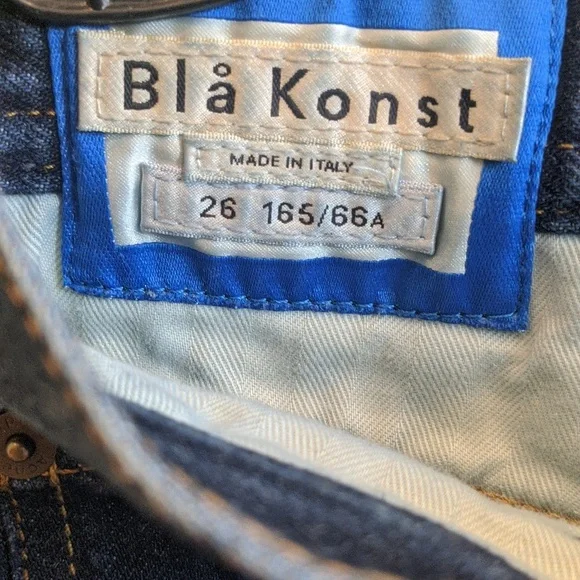 Blå Konst
MADE IN ITALY
26 165/66A